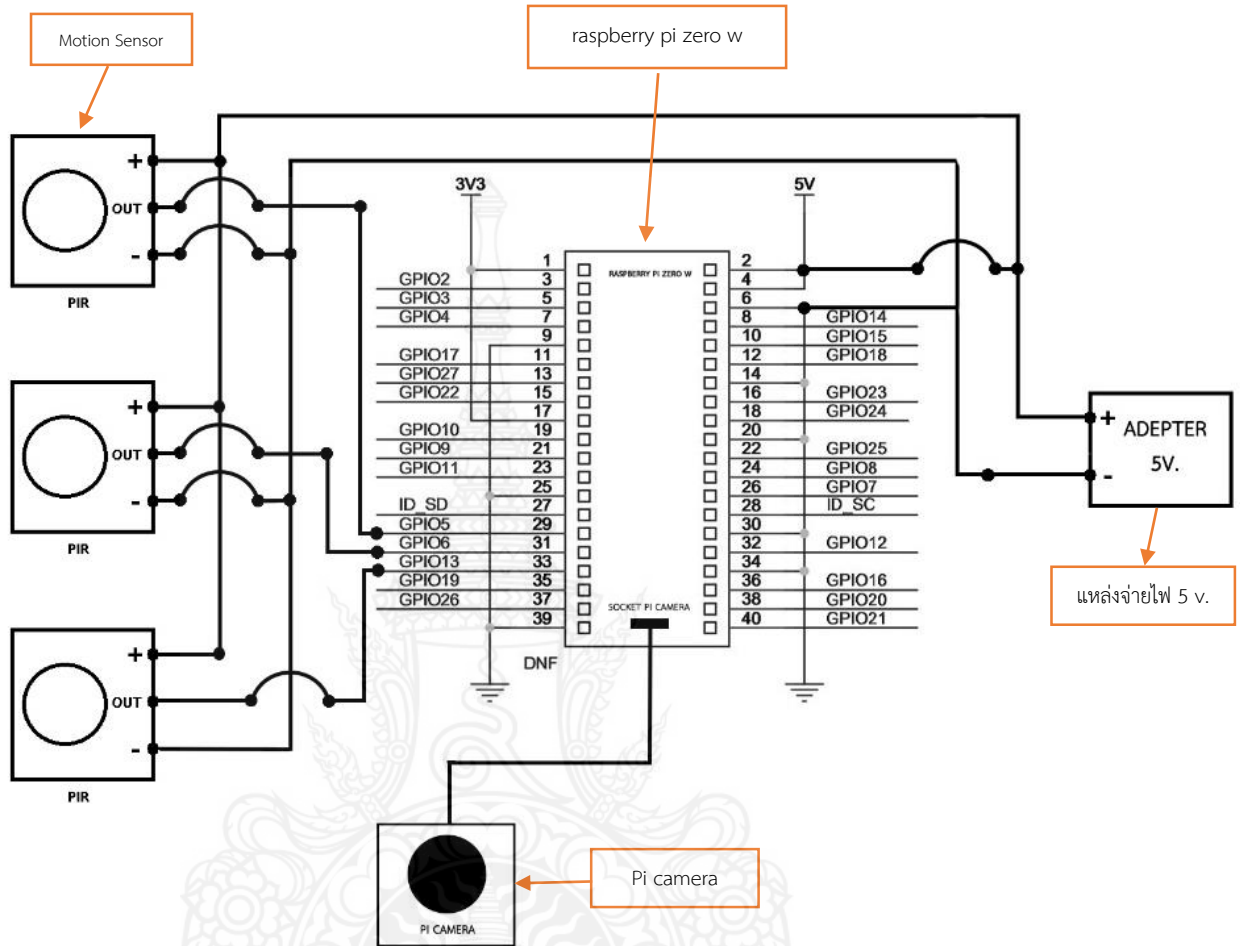 Motion Sensor
raspberry pi zero w
+
OUT
-
PIR
+
OUT
-
PIR
+
OUT
-
PIR
3V3
5V
RASPBERRY PI ZERO W
1
2
GPIO2
3
4
GPIO3
5
6
GPIO4
7
8
GPIO14
9
10
GPIO15
GPIO17
11
12
GPIO18
GPIO27
13
14
GPIO22
15
16
GPIO23
17
18
GPIO24
GPIO10
19
20
GPIO9
21
22
GPIO25
GPIO11
23
24
GPIO8
25
26
GPIO7
ID_SD
27
28
ID_SC
GPIO5
29
30
GPIO6
31
32
GPIO12
GPIO13
33
34
GPIO19
35
36
GPIO16
GPIO26
37
38
GPIO20
39
40
GPIO21
SOCKET PI CAMERA
DNF
+
ADEPTER
5V.
-
แหล่งจ่ายไฟ 5 v.
Pi camera
PI CAMERA